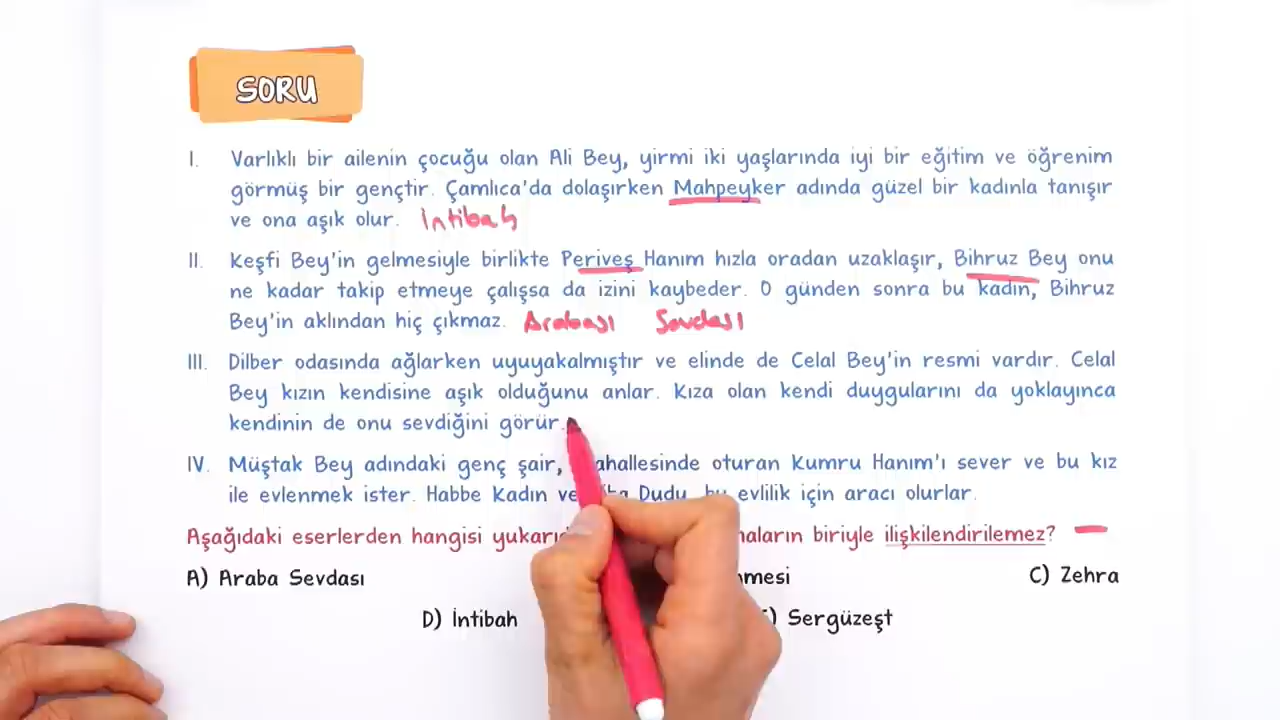 SORU
I. Varlıklı bir ailenin çocuğu olan Ali Bey, yirmi iki yaşlarında iyi bir eğitim ve öğrenim
görmüş bir gençtir. Çamlıca'da dolaşırken Mahpeyker adında güzel bir kadınla tanışır
ve ona aşık olur. İntibah
II. Keşfi Bey'in gelmesiyle birlikte Periveş Hanım hızla oradan uzaklaşır, Bihruz Bey onu
ne kadar takip etmeye çalışsa da izini kaybeder. O günden sonra bu kadın, Bihruz
Bey'in aklından hiç çıkmaz. Arabası Sevdası
III. Dilber odasında ağlarken uyuyakalmıştır ve elinde de Celal Bey'in resmi vardır. Celal
Bey kızın kendisine aşık olduğunu anlar. Kıza olan kendi duygularını da yoklayınca
kendinin de onu sevdiğini görür.
IV. Müştak Bey adındaki genç şair, mahallesinde oturan Kumru Hanım'ı sever ve bu kız
ile evlenmek ister. Habbe Kadın ve Dudu, bu evlilik için aracı olurlar.
Aşağıdaki eserlerden hangisi biriyle ilişkilendirilemez?
A) Araba Sevdası C) Zehra
D) İntibah Sergüzeşt